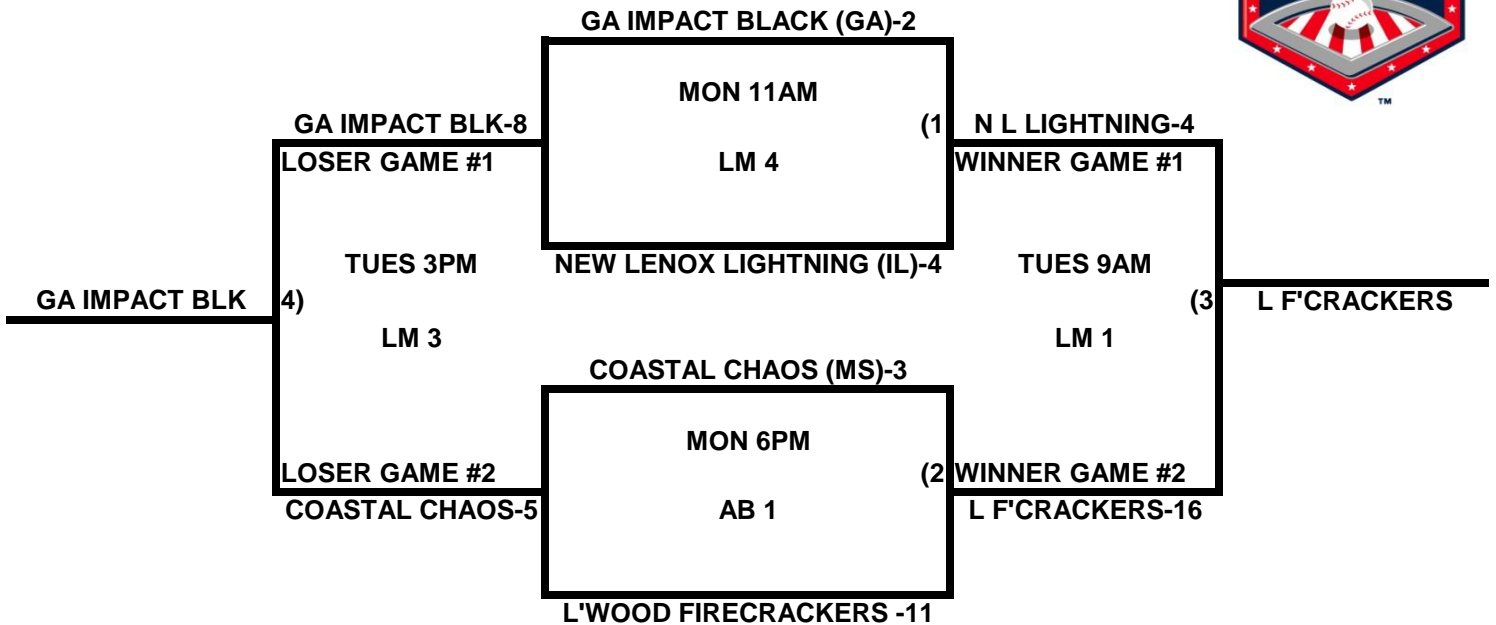 GA IMPACT BLACK (GA)-2
MON 11AM
TM
GA IMPACT BLK-8
(1
N L LIGHTNING-4
LOSER GAME #1
LM 4
WINNER GAME #1
TUES 3PM
NEW LENOX LIGHTNING (IL)-4
TUES 9AM
GA IMPACT BLK
4)
(3
L F'CRACKERS
LM 3
LM 1
COASTAL CHAOS (MS)-3
MON 6PM
LOSER GAME #2
(2
WINNER GAME #2
COASTAL CHAOS-5
AB 1
L F'CRACKERS-16
L'WOOD FIRECRACKERS -11